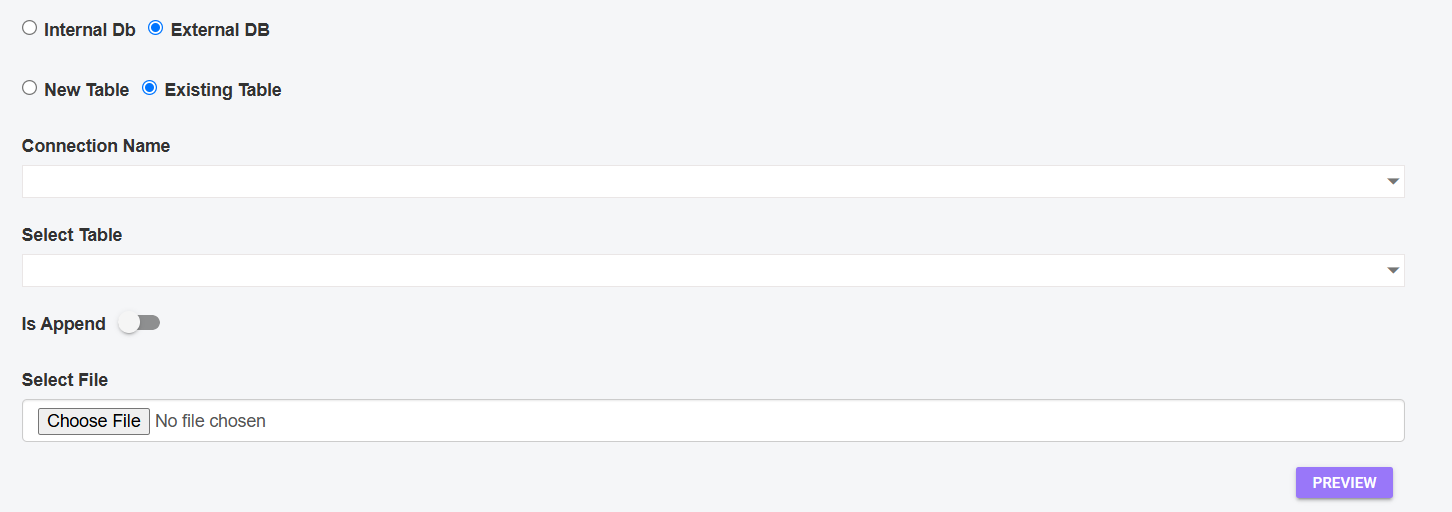 Internal Db External DB
New Table Existing Table
Connection Name
Select Table
Is Append
Select File
Choose File No file chosen
PREVIEW